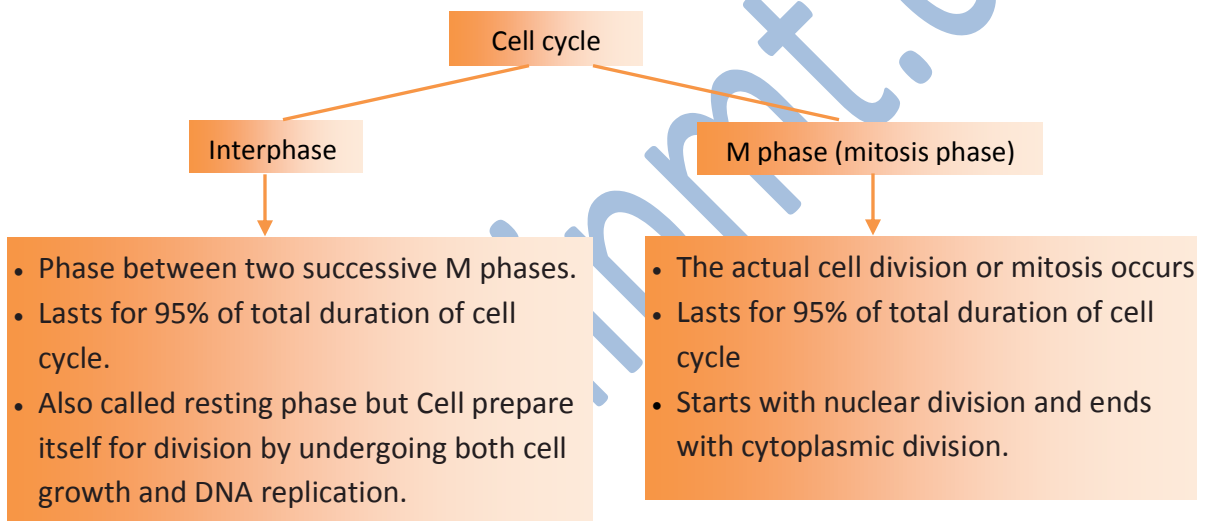 Cell cycle
Interphase
M phase (mitosis phase)
• Phase between two successive M phases.
• Lasts for 95% of total duration of cell
cycle.
• Also called resting phase but Cell prepare
itself for division by undergoing both cell
growth and DNA replication.
• The actual cell division or mitosis occurs
• Lasts for 95% of total duration of cell
cycle
• Starts with nuclear division and ends
with cytoplasmic division.